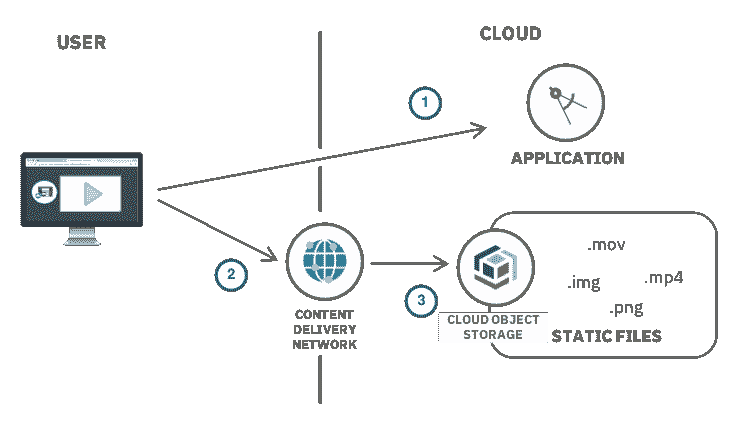 USER
CLOUD
1
APPLICATION
2
CONTENT
DELIVERY
NETWORK
3
CLOUD OBJECT
STORAGE
.mov
.img
.mp4
.png
STATIC FILES